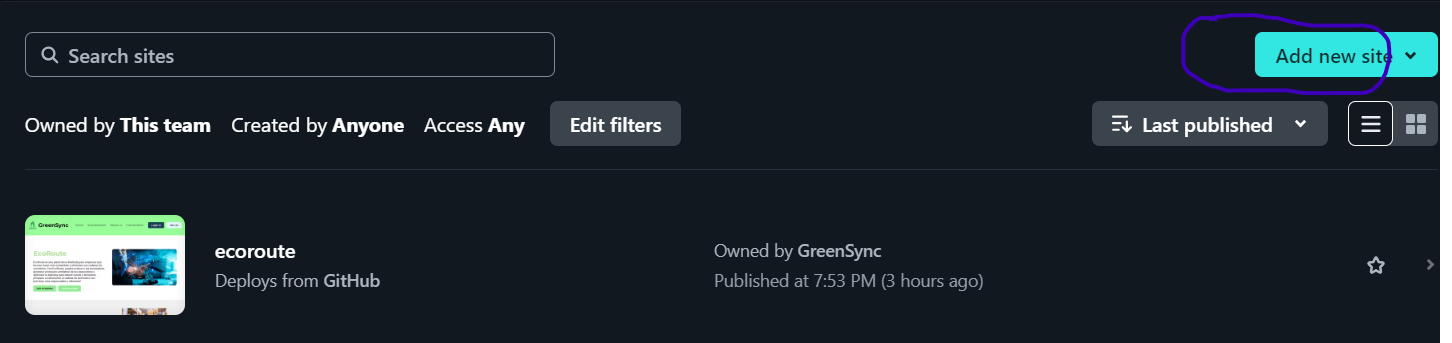 Search sites
Add new site
Owned by This team Created by Anyone Access Any Edit filters
Last published
GreenSync
EcoRoute
ecoroute
Deploys from GitHub
Owned by GreenSync
Published at 7:53 PM (3 hours ago)